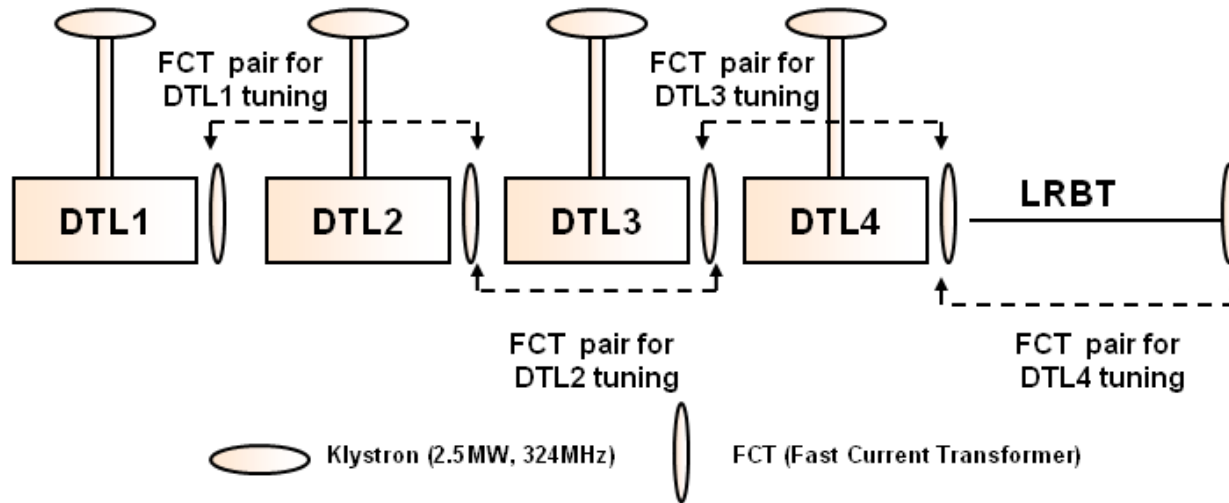 FCT pair for
DTL1 tuning
FCT pair for
DTL3 tuning
DTL1
DTL2
DTL3
DTL4
LRBT
FCT pair for
DTL2 tuning
FCT pair for
DTL4 tuning
Klystron (2.5MW, 324MHz)
FCT (Fast Current Transformer)